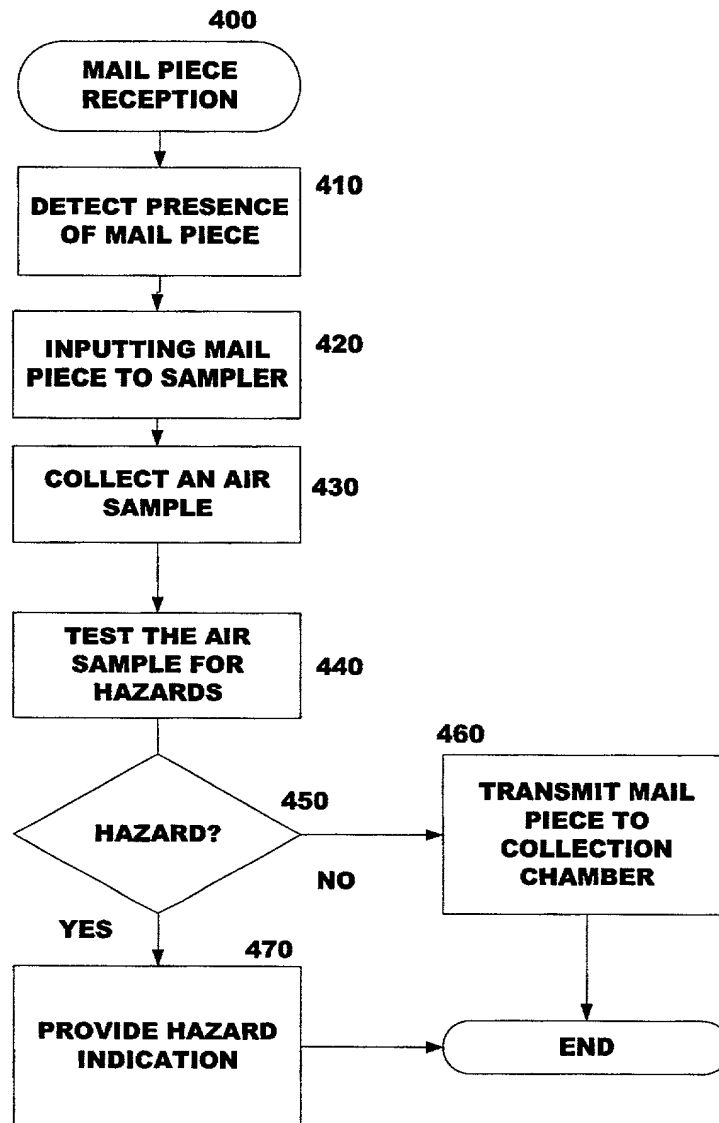 400
MAIL PIECE
RECEPTION
410
DETECT PRESENCE
OF MAIL PIECE
420
INPUTTING MAIL
PIECE TO SAMPLER
430
COLLECT AN AIR
SAMPLE
440
TEST THE AIR
SAMPLE FOR
HAZARDS
450
HAZARD?
NO
YES
460
TRANSMIT MAIL
PIECE TO
COLLECTION
CHAMBER
470
PROVIDE HAZARD
INDICATION
END